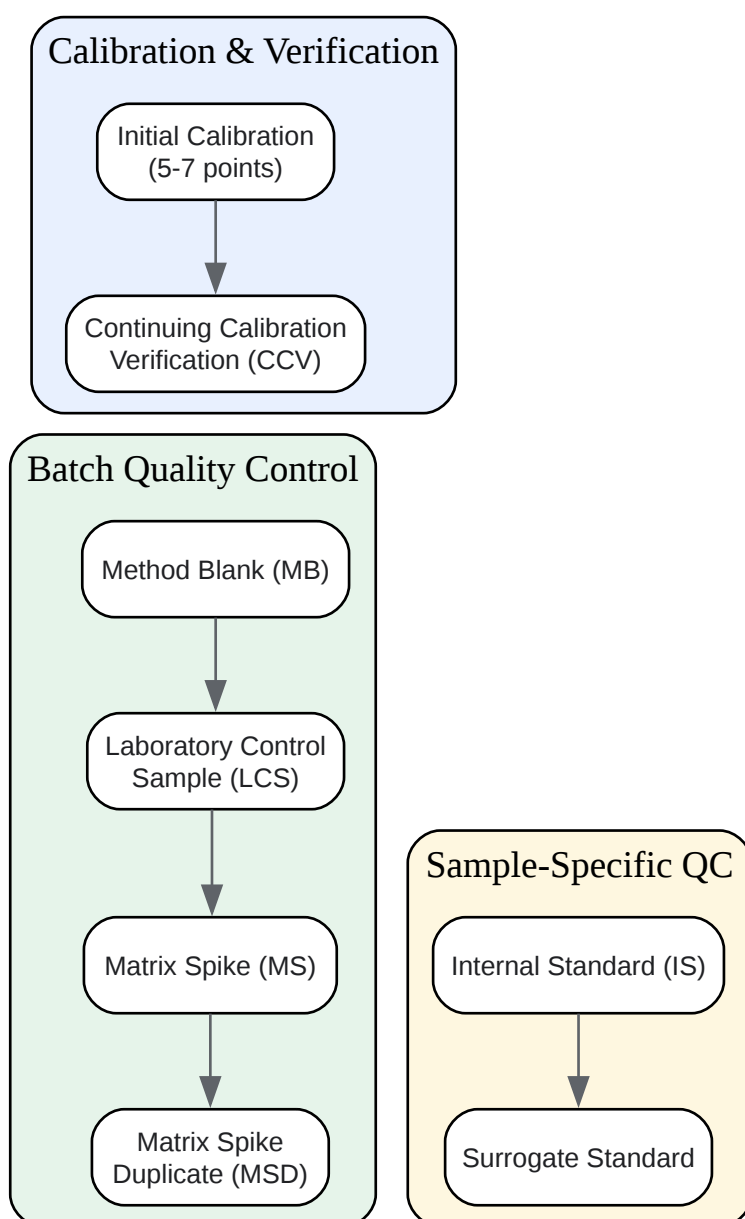 Calibration & Verification
Initial Calibration
(5-7 points)
Continuing Calibration
Verification (CCV)
Batch Quality Control
Method Blank (MB)
Laboratory Control
Sample (LCS)
Matrix Spike (MS)
Matrix Spike
Duplicate (MSD)
Sample-Specific QC
Internal Standard (IS)
Surrogate Standard